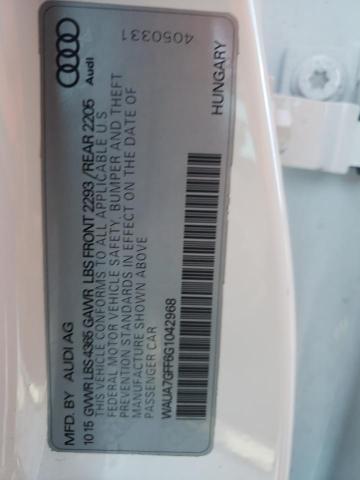 MFD. BY AUDI AG
10 15 GVWR LBS 4365 GAWR LBS FRONT 2293 / REAR 2205
THIS VEHICLE CONFORMS TO ALL APPLICABLE U S
FEDERAL MOTOR VEHICLE SAFETY, BUMPER AND THEFT
PREVENTION STANDARDS IN EFFECT ON THE DATE OF
MANUFACTURE SHOWN ABOVE
PASSENGER CAR
WAUA7GFF6G1042968
Audi
4050331
HUNGARY